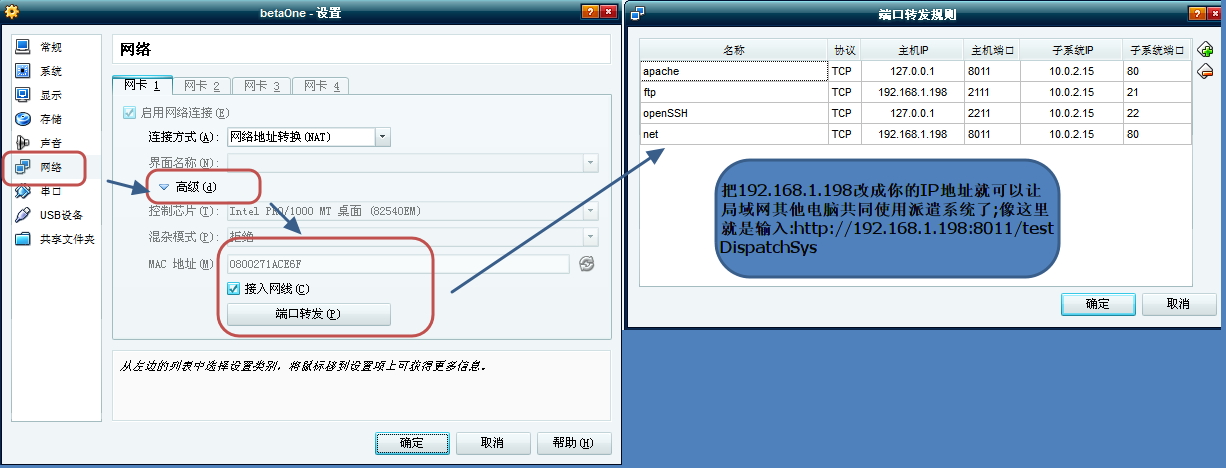 betaOne - 设置
常规
系统
显示
存储
声音
网络
串口
USB设备
共享文件夹
网络
网卡 1 网卡 2 网卡 3 网卡 4
启用网络连接(E)
连接方式(A): 网络地址转换(NAT)
界面名称(N):
高级(d)
控制芯片(T): Intel PRO/1000 MT 桌面 (82540EM)
混杂模式(P): 拒绝
MAC 地址(M) 0800271ACE6F
接入网线(C)
端口转发(P)
从左边的列表中选择设置类别，将鼠标移到设置项上可获得更多信息。
确定 取消 帮助(H)
端口转发规则
名称 协议 主机IP 主机端口 子系统IP 子系统端口
apache TCP 127.0.0.1 8011 10.0.2.15 80
ftp TCP 192.168.1.198 2111 10.0.2.15 21
openSSH TCP 127.0.0.1 2211 10.0.2.15 22
net TCP 192.168.1.198 8011 10.0.2.15 80
把192.168.1.198改成你的IP地址就可以让
局域网其他电脑共同使用派遣系统了;像这里
就是输入:http://192.168.1.198:8011/test
DispatchSys
确定 取消